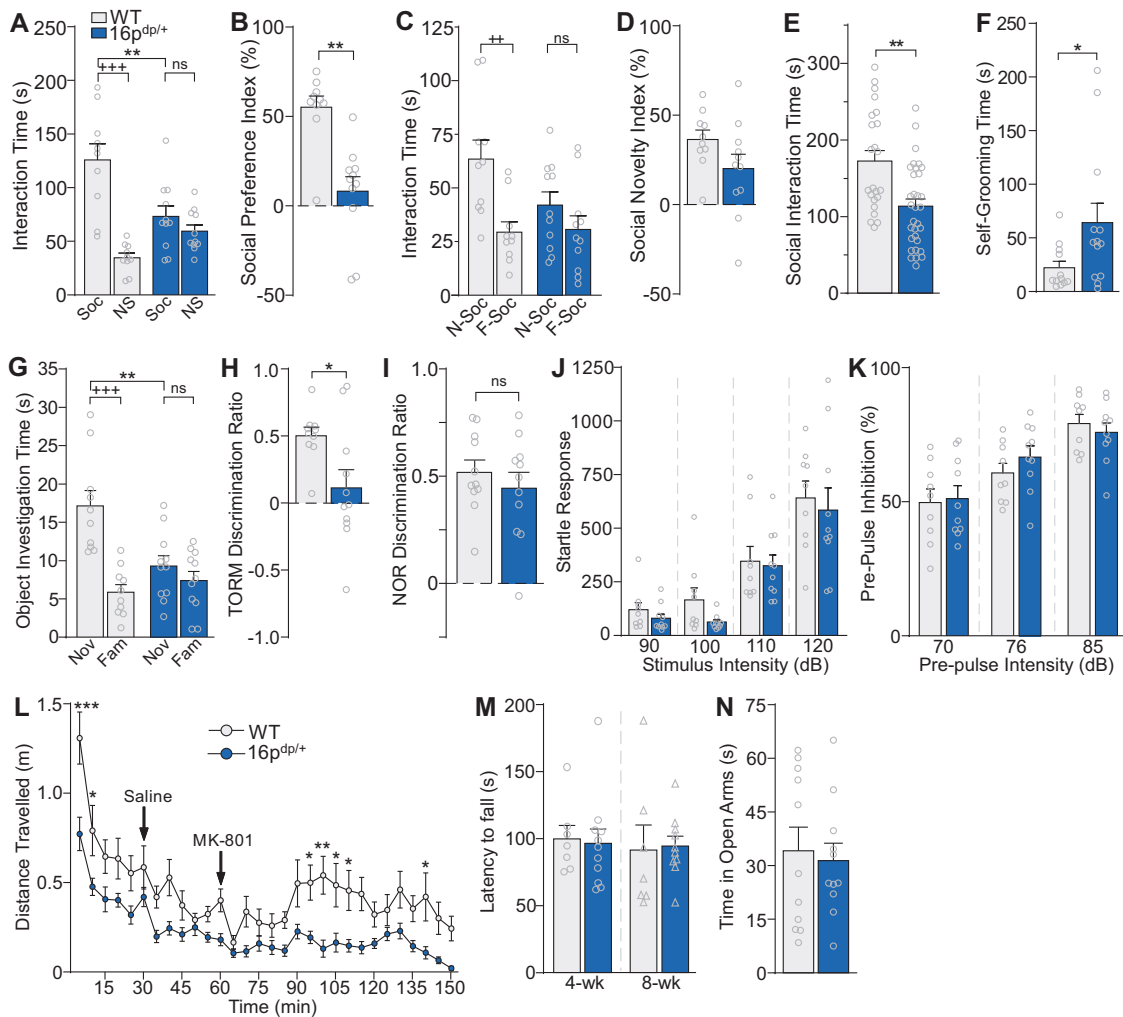 WT
16p^dp/+
A
Interaction Time (s)
250
200
150
100
50
0
**
+++
ns
Soc
NS
Soc
NS
B
Social Preference Index (%)
100
50
0
-50
**
C
Interaction Time (s)
125
100
75
50
25
0
++
ns
N-Soc
F-Soc
N-Soc
F-Soc
D
Social Novelty Index (%)
100
50
0
-50
E
Social Interaction Time (s)
300
200
100
0
**
F
Self-Grooming Time (s)
250
200
150
100
50
0
*
G
Object Investigation Time (s)
35
30
25
20
15
10
5
0
**
+++
ns
Nov
Fam
Nov
Fam
H
TORM Discrimination Ratio
1.0
0.5
0
-0.5
-1.0
*
I
NOR Discrimination Ratio
1.0
0.5
0
ns
J
Startle Response
1250
1000
750
500
250
0
90
100
110
120
Stimulus Intensity (dB)
K
Pre-Pulse Inhibition (%)
100
50
0
70
76
85
Pre-pulse Intensity (dB)
L
Distance Travelled (m)
1.5
1.0
0.5
0
***
*
WT
16p^dp/+
Saline
MK-801
*
**
*
*
*
15
30
45
60
75
90
105
120
135
150
Time (min)
M
Latency to fall (s)
200
150
100
50
0
4-wk
8-wk
N
Time in Open Arms (s)
75
60
45
30
15
0